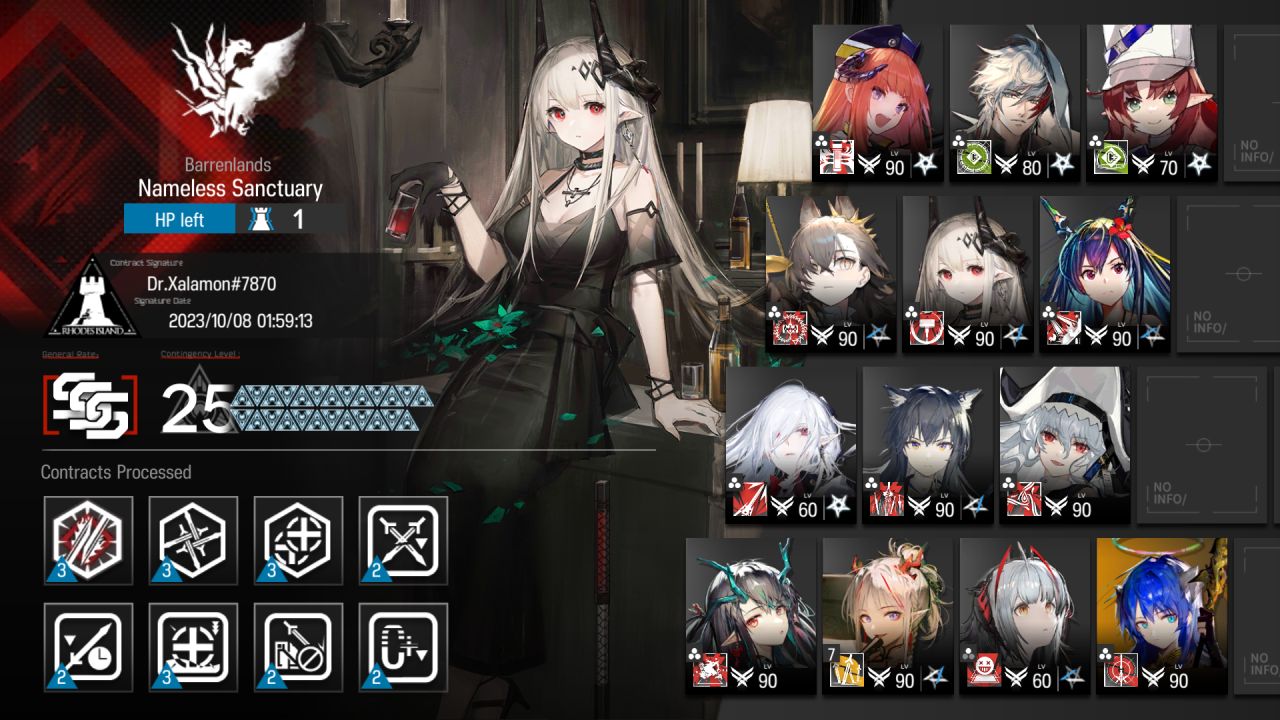 Barrenlands
Nameless Sanctuary
HP left 1
Contract Signature
Dr.Xalamon#7870
Signature Date
2023/10/08 01:59:13
RHODES ISLAND
General Rate:
Contingency Level:
25
Contracts Processed
3 3 3 2
2 3 2 2
LV 90 LV 80 LV 70 NO INFO/
LV 90 LV 90 LV 90 NO INFO/
LV 60 LV 90 LV 90 NO INFO/
LV 90 7 LV 90 LV 60 LV 90 NO INFO